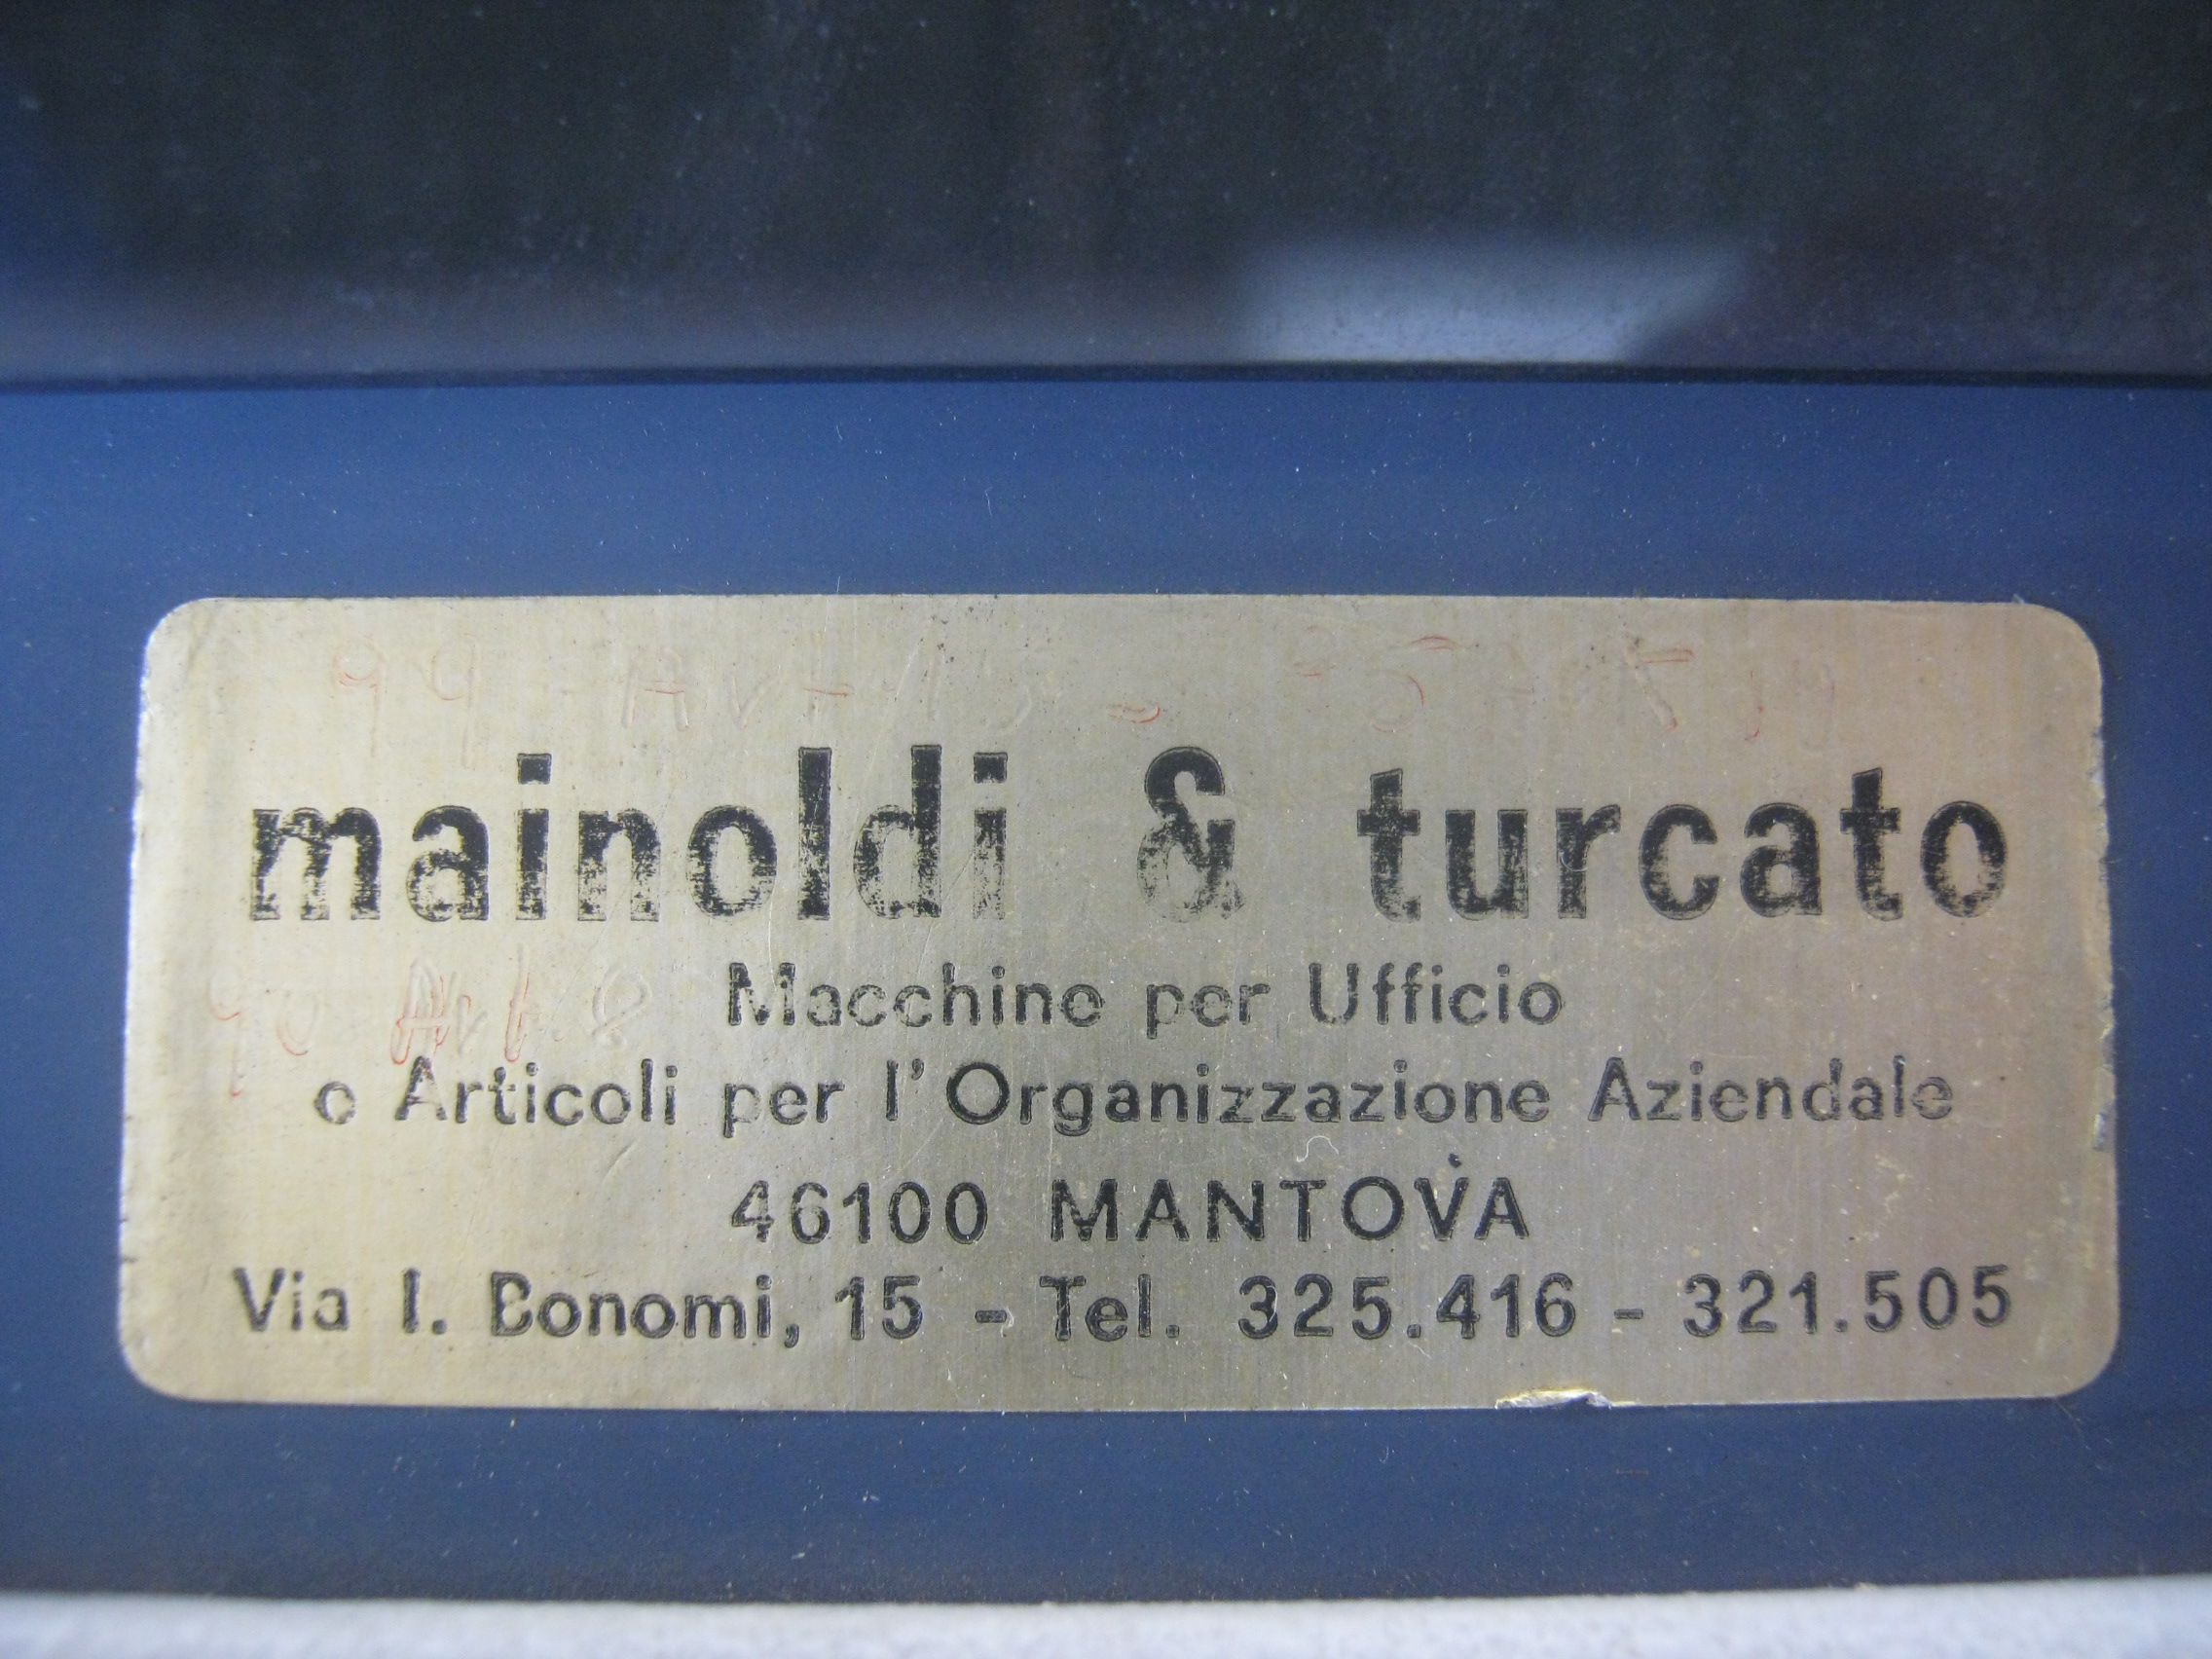 mainoldi & turcato
Macchine per Ufficio
e Articoli per l'Organizzazione Aziendale
46100 MANTOVA
Via I. Bonomi, 15 - Tel. 325.416 - 321.505